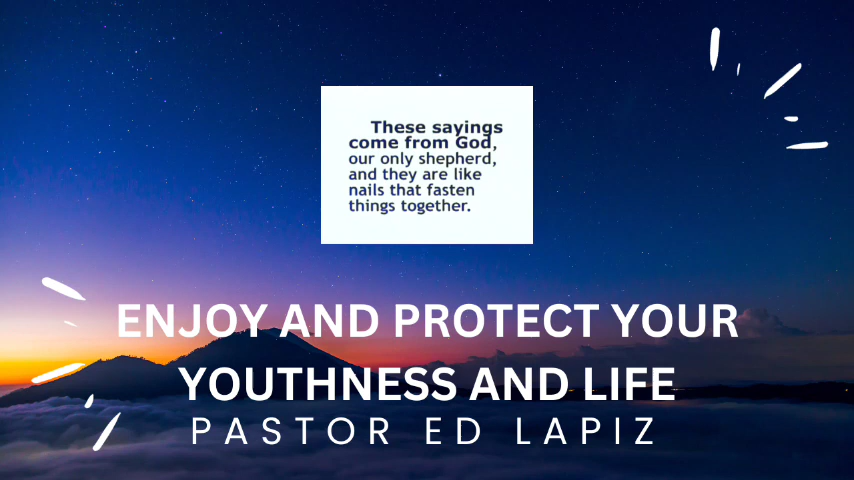 These sayings
come from God,
our only shepherd,
and they are like
nails that fasten
things together.
ENJOY AND PROTECT YOUR
YOUTHNESS AND LIFE
PASTOR ED LAPIZ